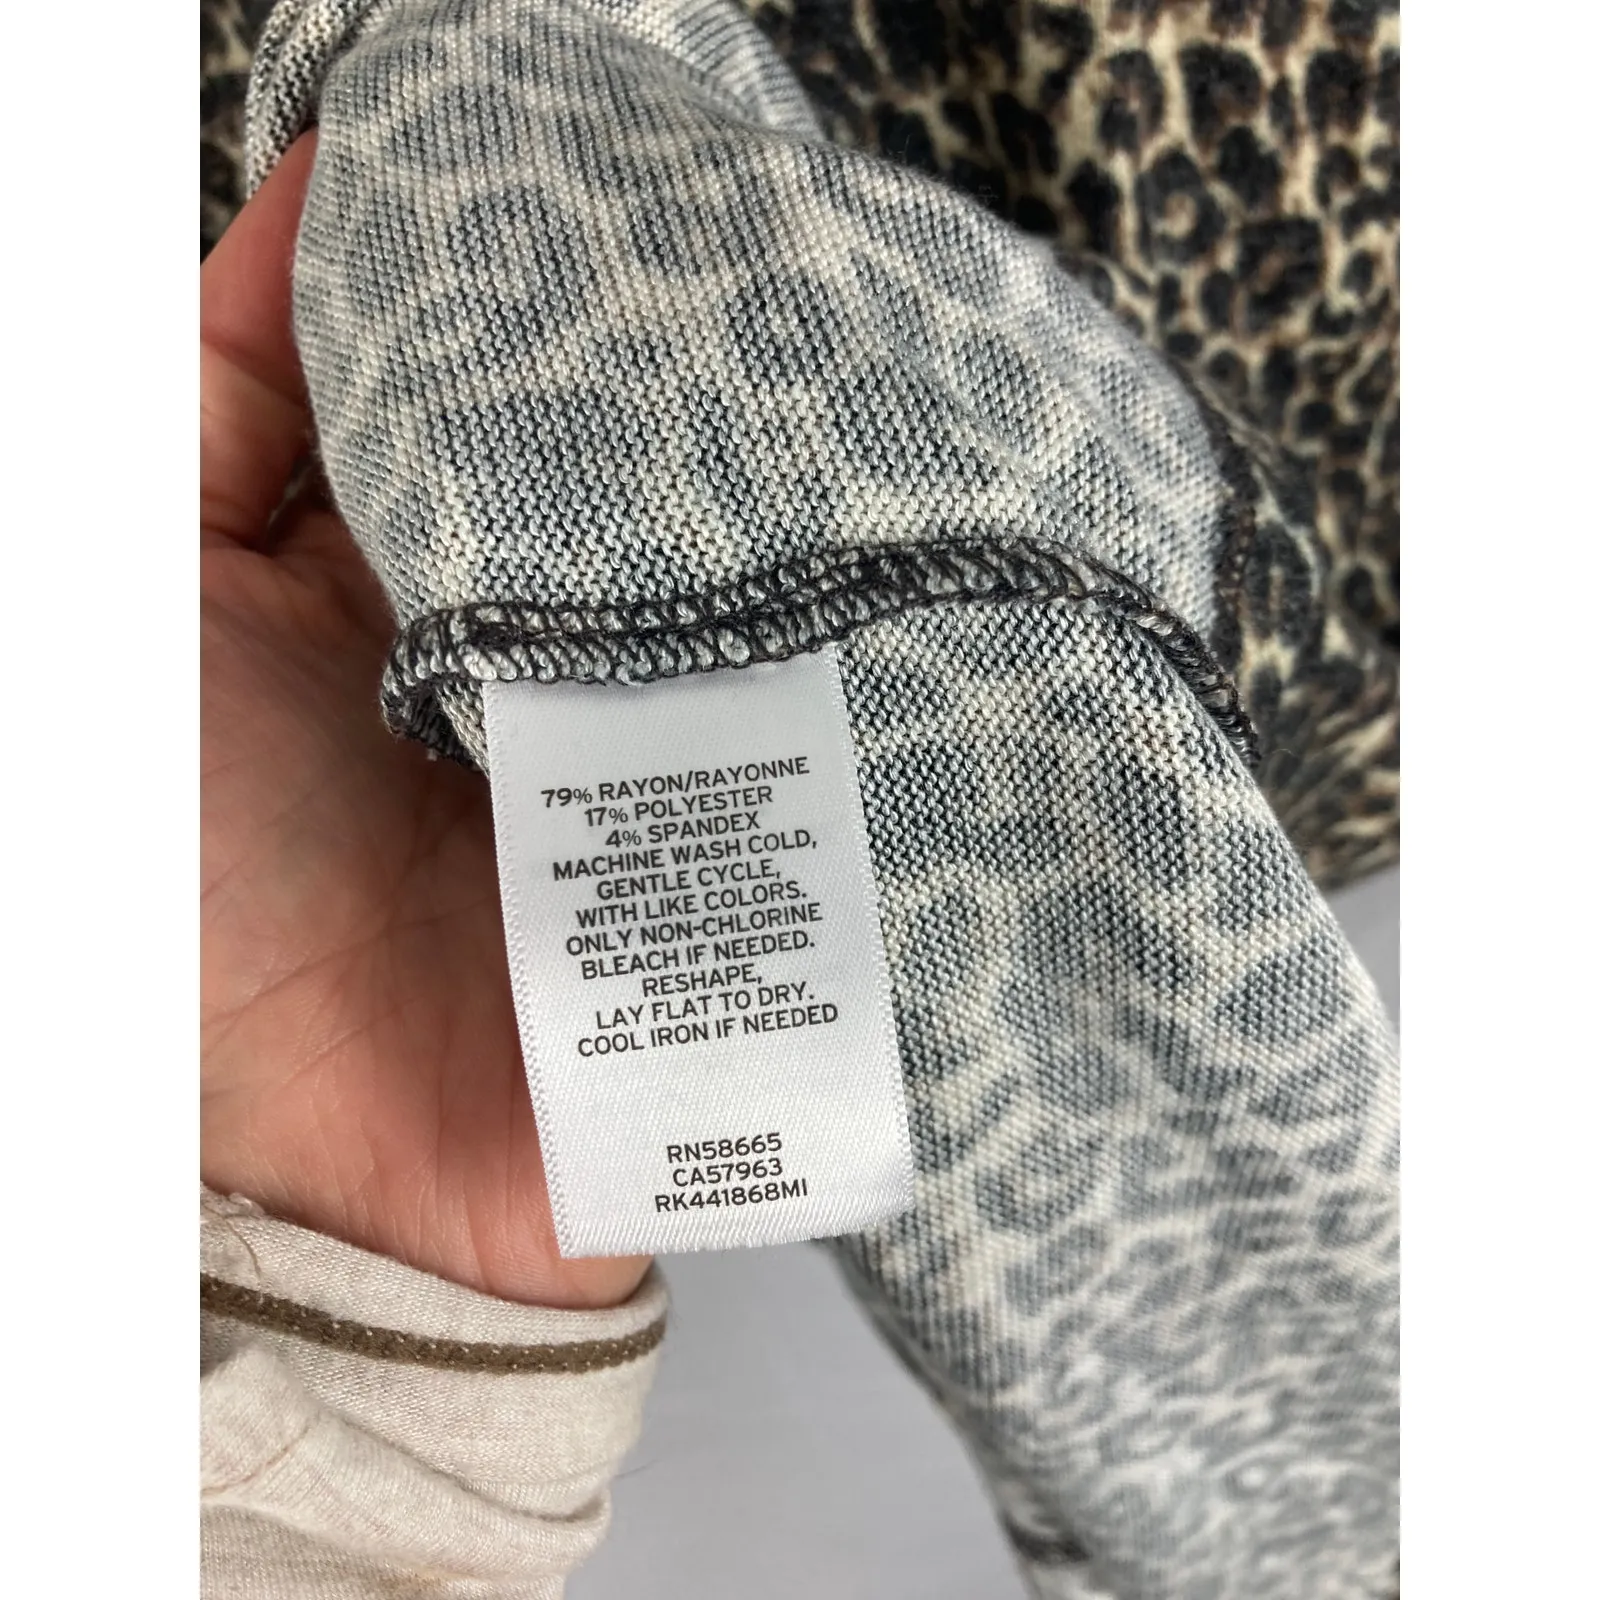 79% RAYON/RAYONNE
17% POLYESTER
4% SPANDEX
MACHINE WASH COLD,
GENTLE CYCLE,
WITH LIKE COLORS.
ONLY NON-CHLORINE
BLEACH IF NEEDED.
RESHAPE,
LAY FLAT TO DRY.
COOL IRON IF NEEDED
RN58665
CA57963
RK441868MI